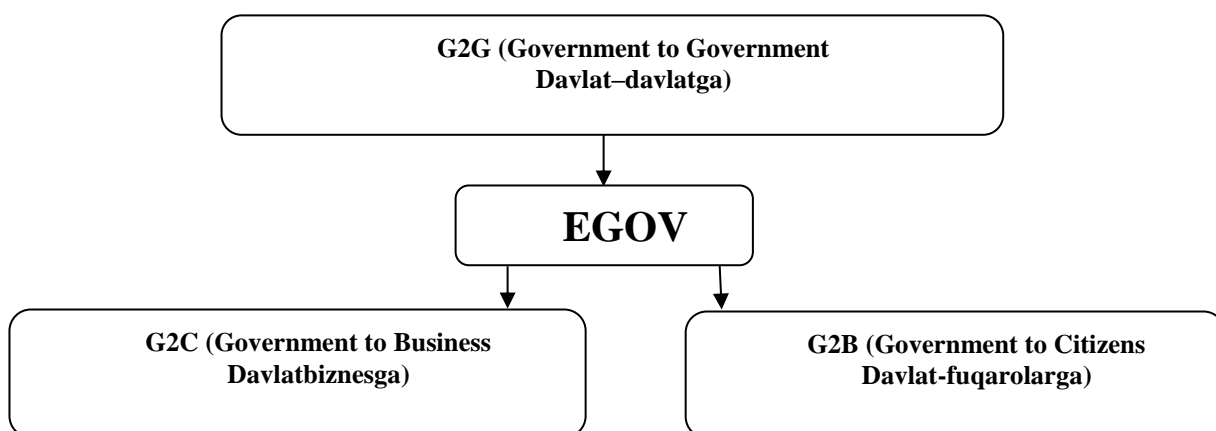 G2G (Government to Government
Davlat–davlatga)
EGOV
G2C (Government to Business
Davlatbiznesga)
G2B (Government to Citizens
Davlat-fuqarolarga)